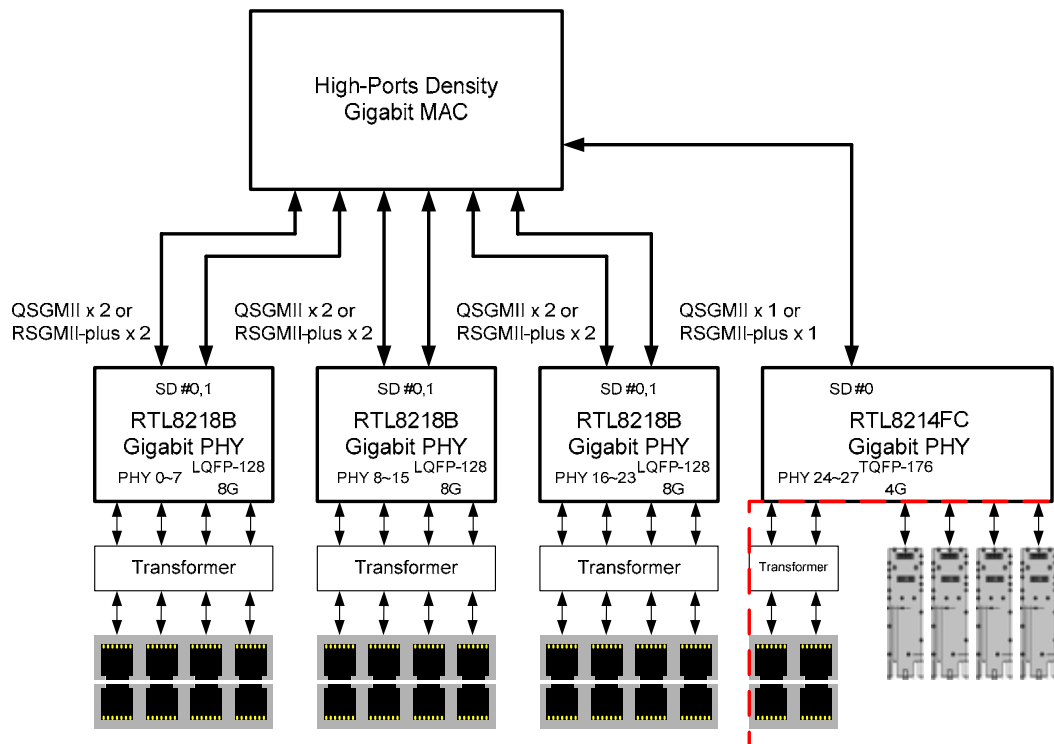 High-Ports Density
Gigabit MAC
QSGMII x 2 or
RSGMII-plus x 2
QSGMII x 2 or
RSGMII-plus x 2
QSGMII x 2 or
RSGMII-plus x 2
QSGMII x 1 or
RSGMII-plus x 1
SD #0,1
RTL8218B
Gigabit PHY
LQFP-128
PHY 0~7
8G
SD #0,1
RTL8218B
Gigabit PHY
LQFP-128
PHY 8~15
8G
SD #0,1
RTL8218B
Gigabit PHY
LQFP-128
PHY 16~23
8G
SD #0
RTL8214FC
Gigabit PHY
TQFP-176
PHY 24~27
4G
Transformer
Transformer
Transformer
Transformer